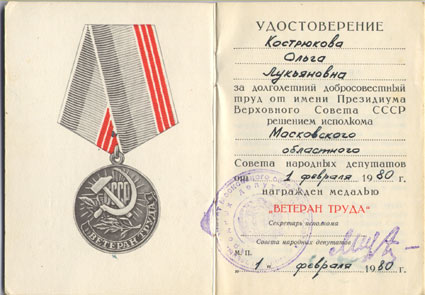 СССР
ВЕТЕРАН ТРУДА
УДОСТОВЕРЕНИЕ
Кострюкова
Ольга
Лукьяновна
за долголетний добросовестный
труд от имени Президиума
Верховного Совета СССР
решением исполкома
Московского
областного
Совета народных депутатов
от 1 февраля 1980 г.
награжден медалью
"ВЕТЕРАН ТРУДА"
Секретарь исполкома
Совета народных депутатов
М. П.
"1" февраля 1980 г.